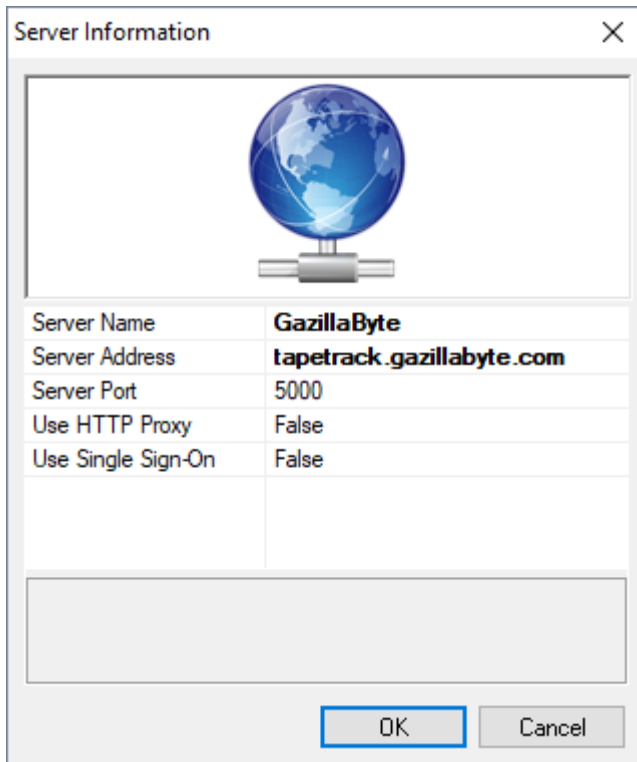 Server Information
Server Name GazillaByte
Server Address tapetrack.gazillabyte.com
Server Port 5000
Use HTTP Proxy False
Use Single Sign-On False
OK Cancel